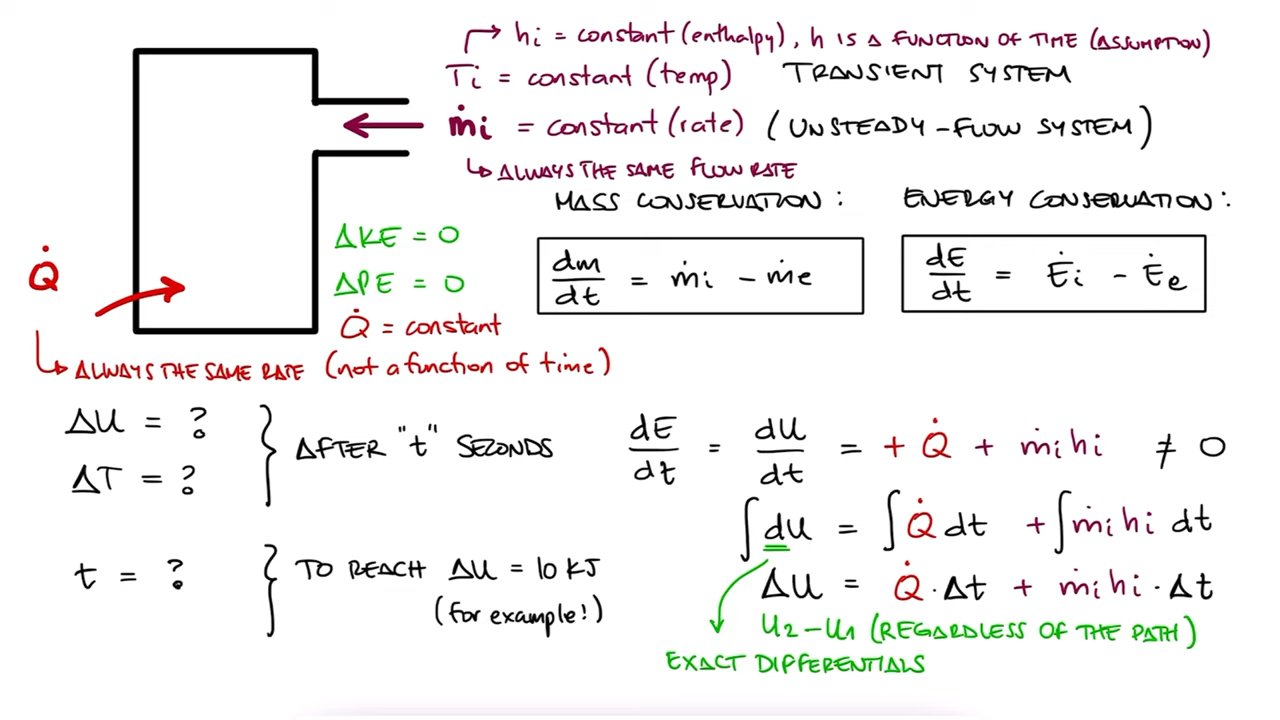 hi = constant (enthalpy), h IS A FUNCTION OF TIME (ASSUMPTION)
Ti = constant (temp) TRANSIENT SYSTEM
ṁi = constant (rate) (UNSTEADY-FLOW SYSTEM)
ALWAYS THE SAME FLOW RATE
MASS CONSERVATION:
dm/dt = ṁi - ṁe
ENERGY CONSERVATION:
dE/dt = Ėi - Ėe
Q̇
ΔKE = 0
ΔPE = 0
Q̇ = constant
ALWAYS THE SAME RATE (not a function of time)
ΔU = ?
ΔT = ?
AFTER "t" SECONDS
t = ?
TO REACH ΔU = 10 KJ
(for example!)
dE/dt = dU/dt = + Q̇ + ṁihi ≠ 0
∫dU = ∫Q̇ dt + ∫ṁihi dt
ΔU = Q̇ · Δt + ṁihi · Δt
U2 - U1 (REGARDLESS OF THE PATH)
EXACT DIFFERENTIALS